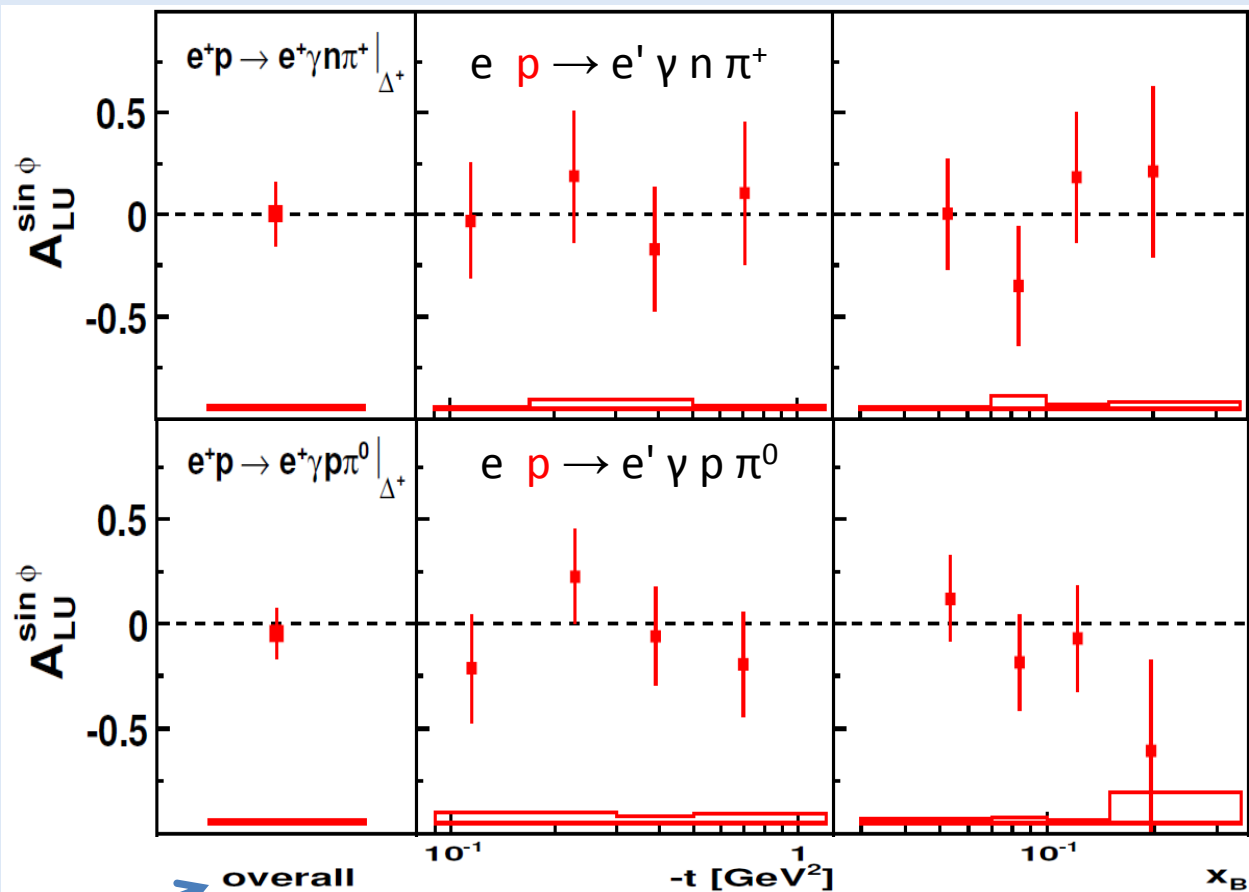 e⁺p → e⁺γnπ⁺ |Δ⁺
e p → e' γ n π⁺
0.5
0
-0.5
A_LU^sin φ
e⁺p → e⁺γpπ⁰ |Δ⁺
e p → e' γ p π⁰
0.5
0
-0.5
A_LU^sin φ
10⁻¹
1
10⁻¹
overall
-t [GeV²]
x_B